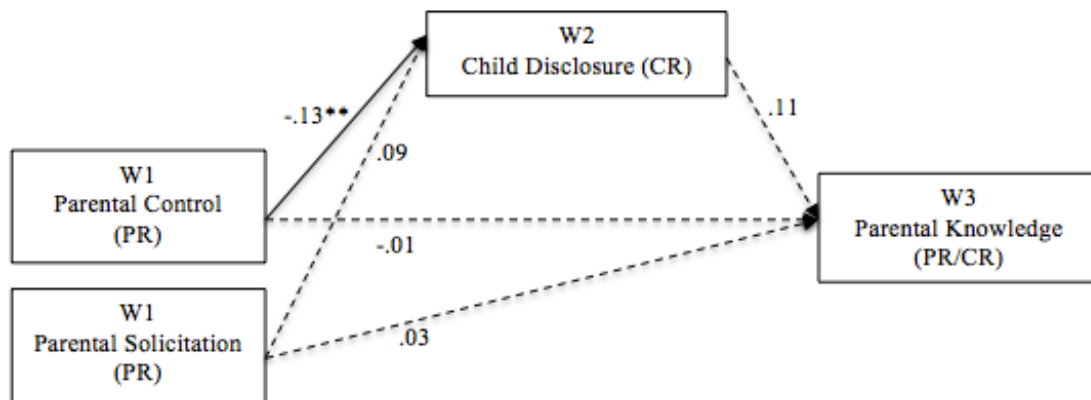 W2
Child Disclosure (CR)
-.13**
.09
.11
W1
Parental Control
(PR)
W3
Parental Knowledge
(PR/CR)
-.01
W1
Parental Solicitation
(PR)
.03